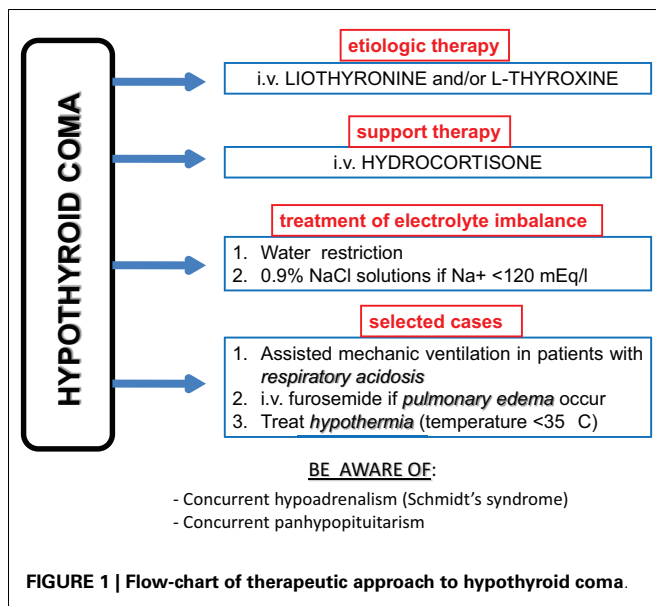 HYPOTHYROID COMA
etiologic therapy
i.v. LIOTHYRONINE and/or L-THYROXINE
support therapy
i.v. HYDROCORTISONE
treatment of electrolyte imbalance
1. Water restriction
2. 0.9% NaCl solutions if Na+ <120 mEq/l
selected cases
1. Assisted mechanic ventilation in patients with
respiratory acidosis
2. i.v. furosemide if pulmonary edema occur
3. Treat hypothermia (temperature <35 C)
BE AWARE OF:
- Concurrent hypoadrenalism (Schmidt's syndrome)
- Concurrent panhypopituitarism
FIGURE 1 | Flow-chart of therapeutic approach to hypothyroid coma.